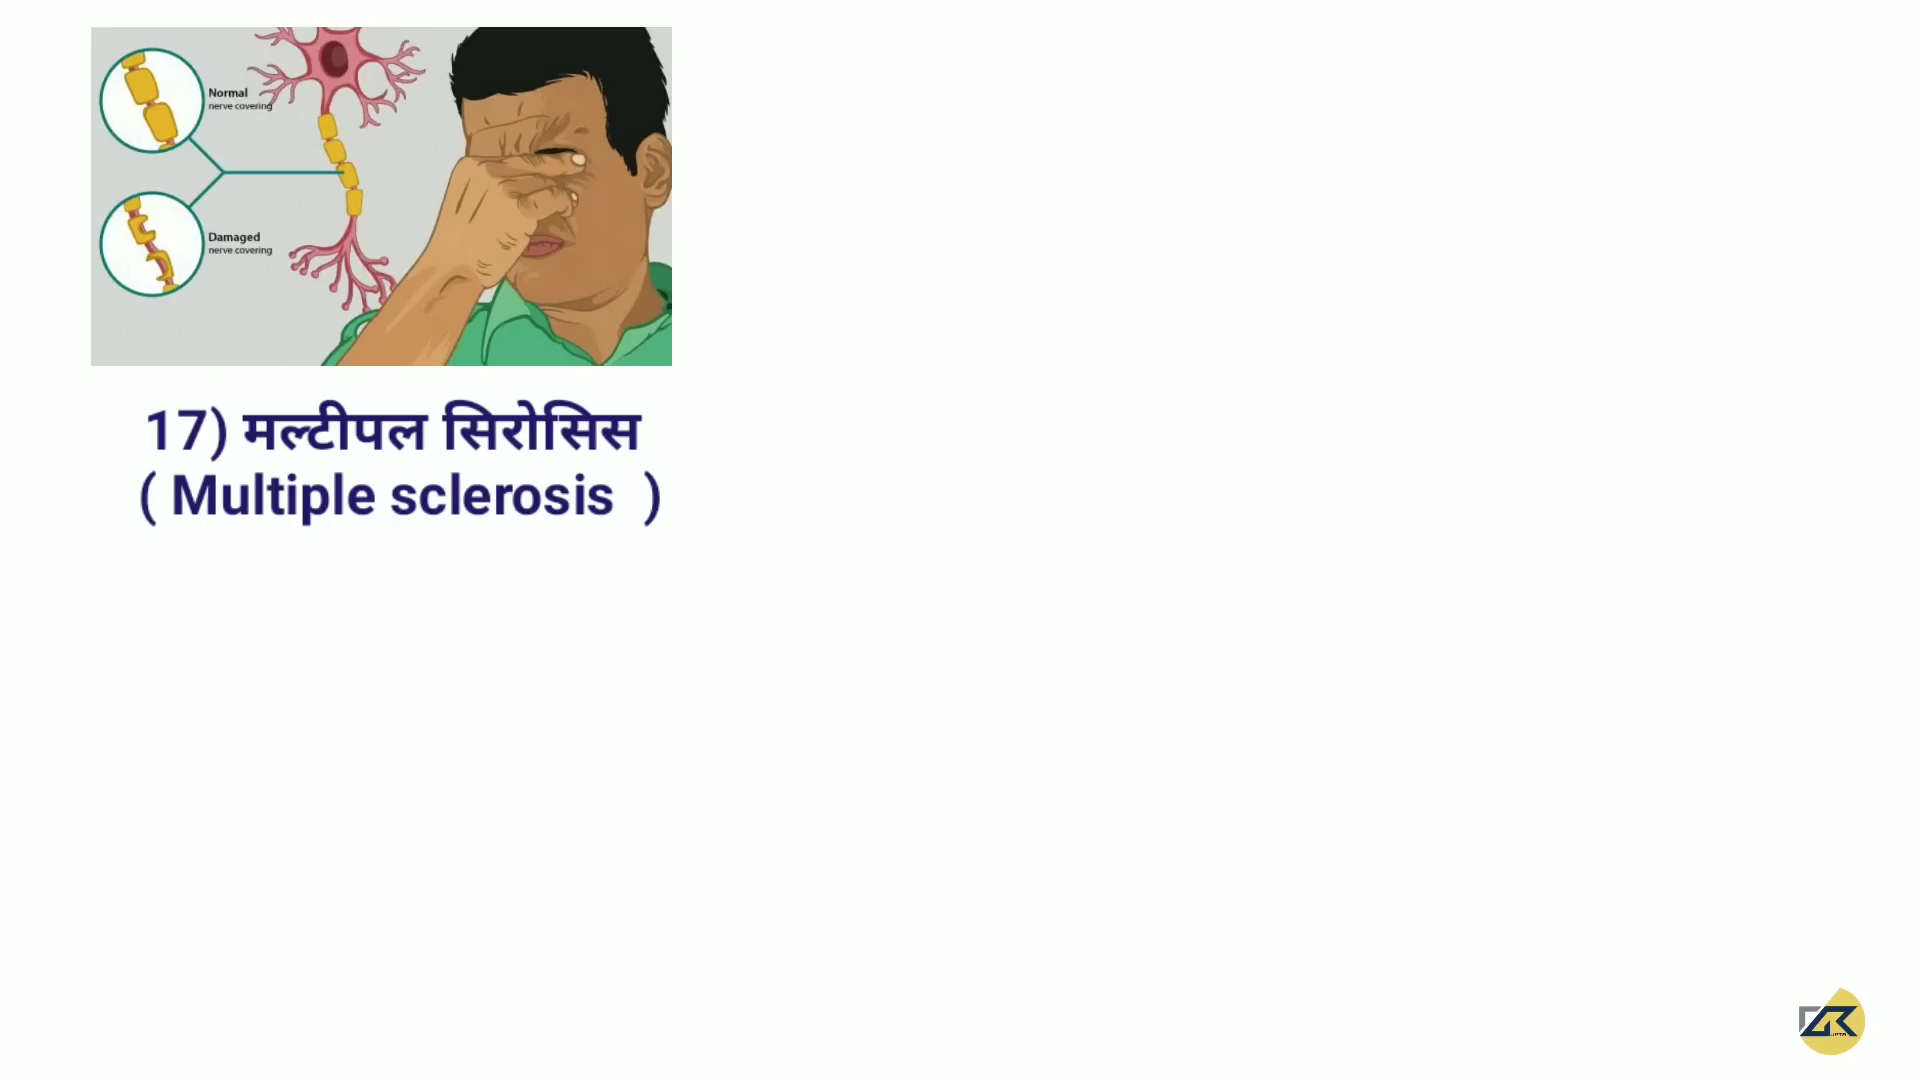 Normal
nerve covering
Damaged
nerve covering
17) मल्टीपल सिरोसिस
( Multiple sclerosis )